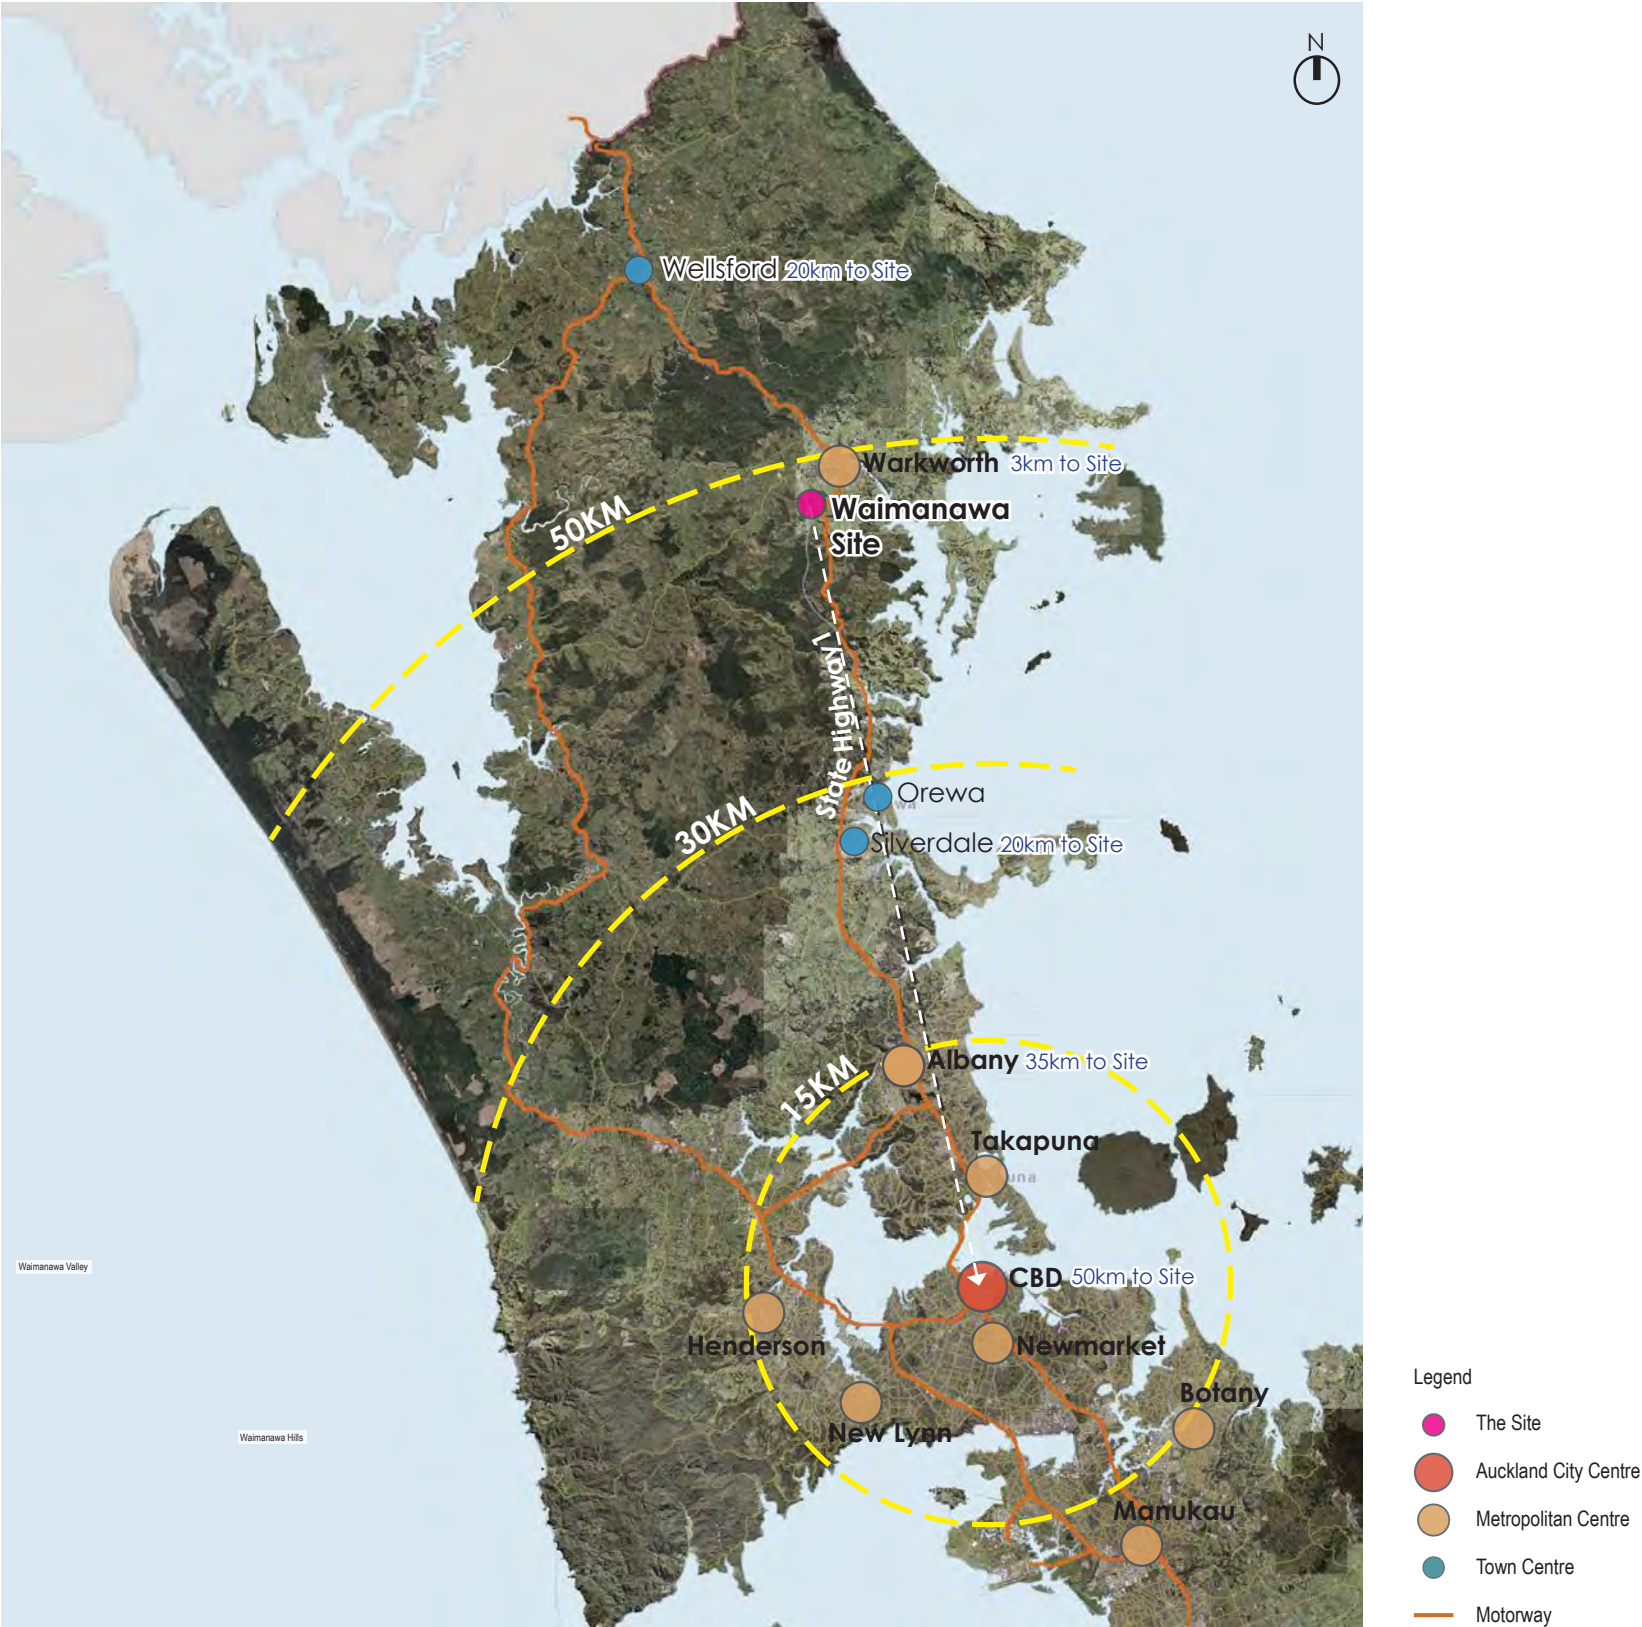 N
Wellsford 20km to Site
Warkworth 3km to Site
50KM
Waimanawa
Site
State Highway 1
Orewa
30KM
Silverdale 20km to Site
Albany 35km to Site
15KM
Takapuna
una
Waimanawa Valley
CBD 50km to Site
Henderson
Newmarket
Botany
New Lynn
Waimanawa Hills
Manukau
Legend
The Site
Auckland City Centre
Metropolitan Centre
Town Centre
Motorway